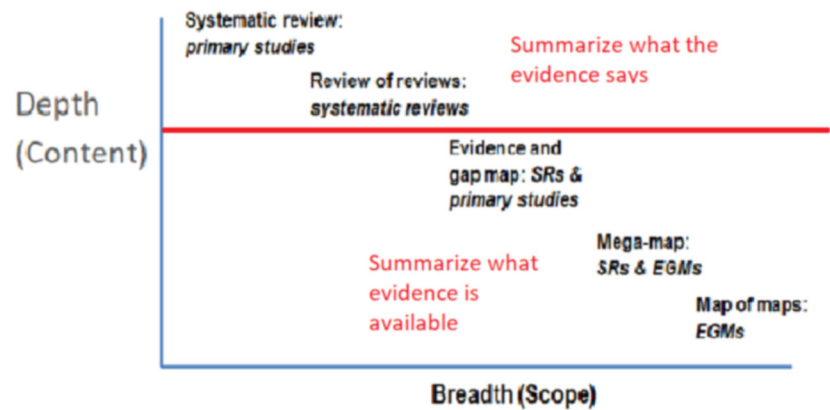 Systematic review:
primary studies
Summarize what the
evidence says
Review of reviews:
systematic reviews
Depth
(Content)
Evidence and
gap map: SRs &
primary studies
Mega-map:
SRs & EGMs
Summarize what
evidence is
available
Map of maps:
EGMs
Breadth (Scope)